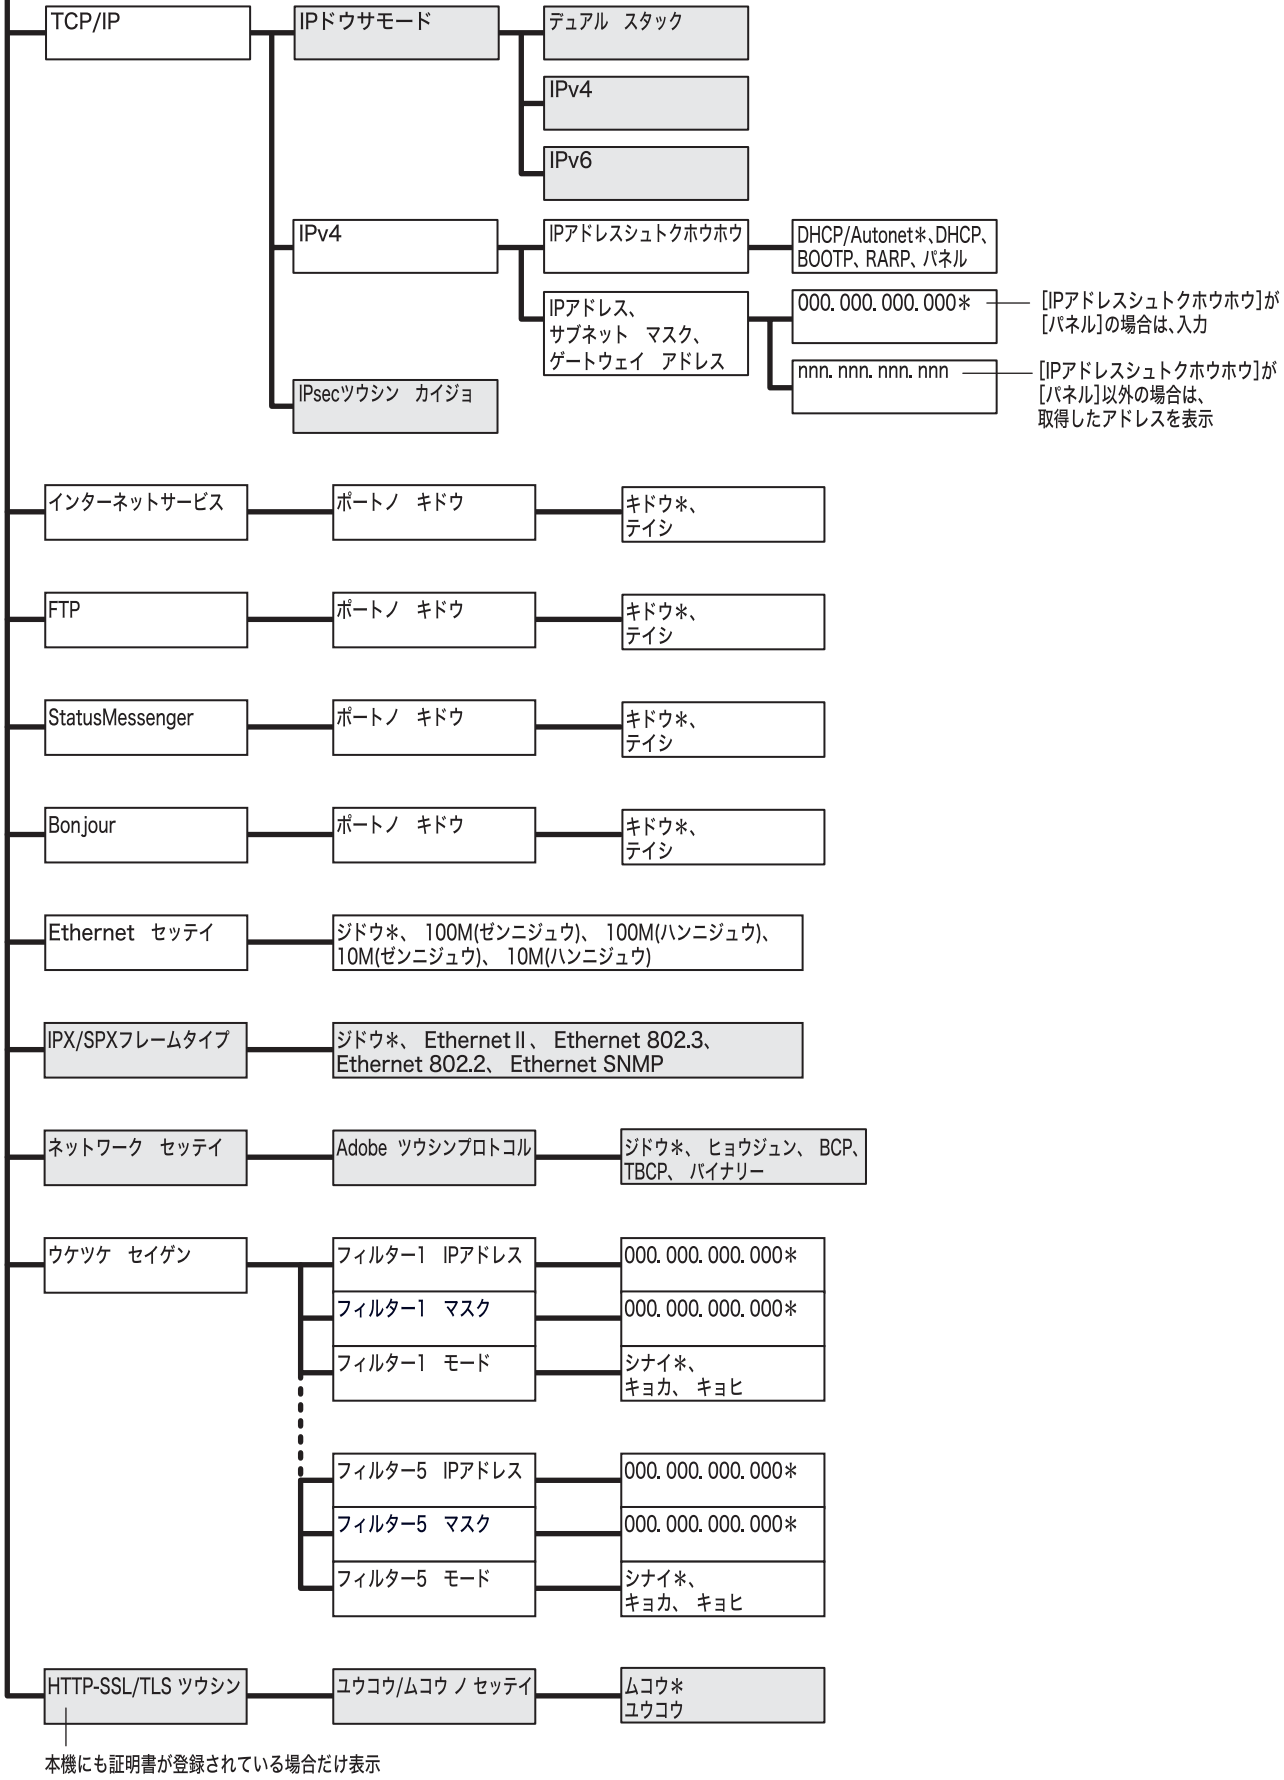 TCP/IP
IPドウサモード
デュアル　スタック
IPv4
IPv6
IPv4
IPアドレスシュトクホウホウ
DHCP/Autonet＊、DHCP、
BOOTP、RARP、パネル
IPアドレス、
サブネット　マスク、
ゲートウェイ　アドレス
000. 000. 000. 000＊
[IPアドレスシュトクホウホウ]が
[パネル]の場合は、入力
nnn. nnn. nnn. nnn
[IPアドレスシュトクホウホウ]が
[パネル]以外の場合は、
取得したアドレスを表示
IPsecツウシン　カイジョ
インターネットサービス
ポートノ　キドウ
キドウ＊、
テイシ
FTP
ポートノ　キドウ
キドウ＊、
テイシ
StatusMessenger
ポートノ　キドウ
キドウ＊、
テイシ
Bonjour
ポートノ　キドウ
キドウ＊、
テイシ
Ethernet　セッテイ
ジドウ＊、 100M(ゼンニジュウ)、 100M(ハンニジュウ)、
10M(ゼンニジュウ)、 10M(ハンニジュウ)
IPX/SPXフレームタイプ
ジドウ＊、 EthernetⅡ、 Ethernet 802.3、
Ethernet 802.2、 Ethernet SNMP
ネットワーク　セッテイ
Adobe ツウシンプロトコル
ジドウ＊、 ヒョウジュン、 BCP、
TBCP、 バイナリー
ウケツケ　セイゲン
フィルター1　IPアドレス
000. 000. 000. 000＊
フィルター1　マスク
000. 000. 000. 000＊
フィルター1　モード
シナイ＊、
キョカ、 キョヒ
フィルター5　IPアドレス
000. 000. 000. 000＊
フィルター5　マスク
000. 000. 000. 000＊
フィルター5　モード
シナイ＊、
キョカ、 キョヒ
HTTP-SSL/TLS ツウシン
ユウコウ/ムコウ ノ セッテイ
ムコウ＊
ユウコウ
本機にも証明書が登録されている場合だけ表示